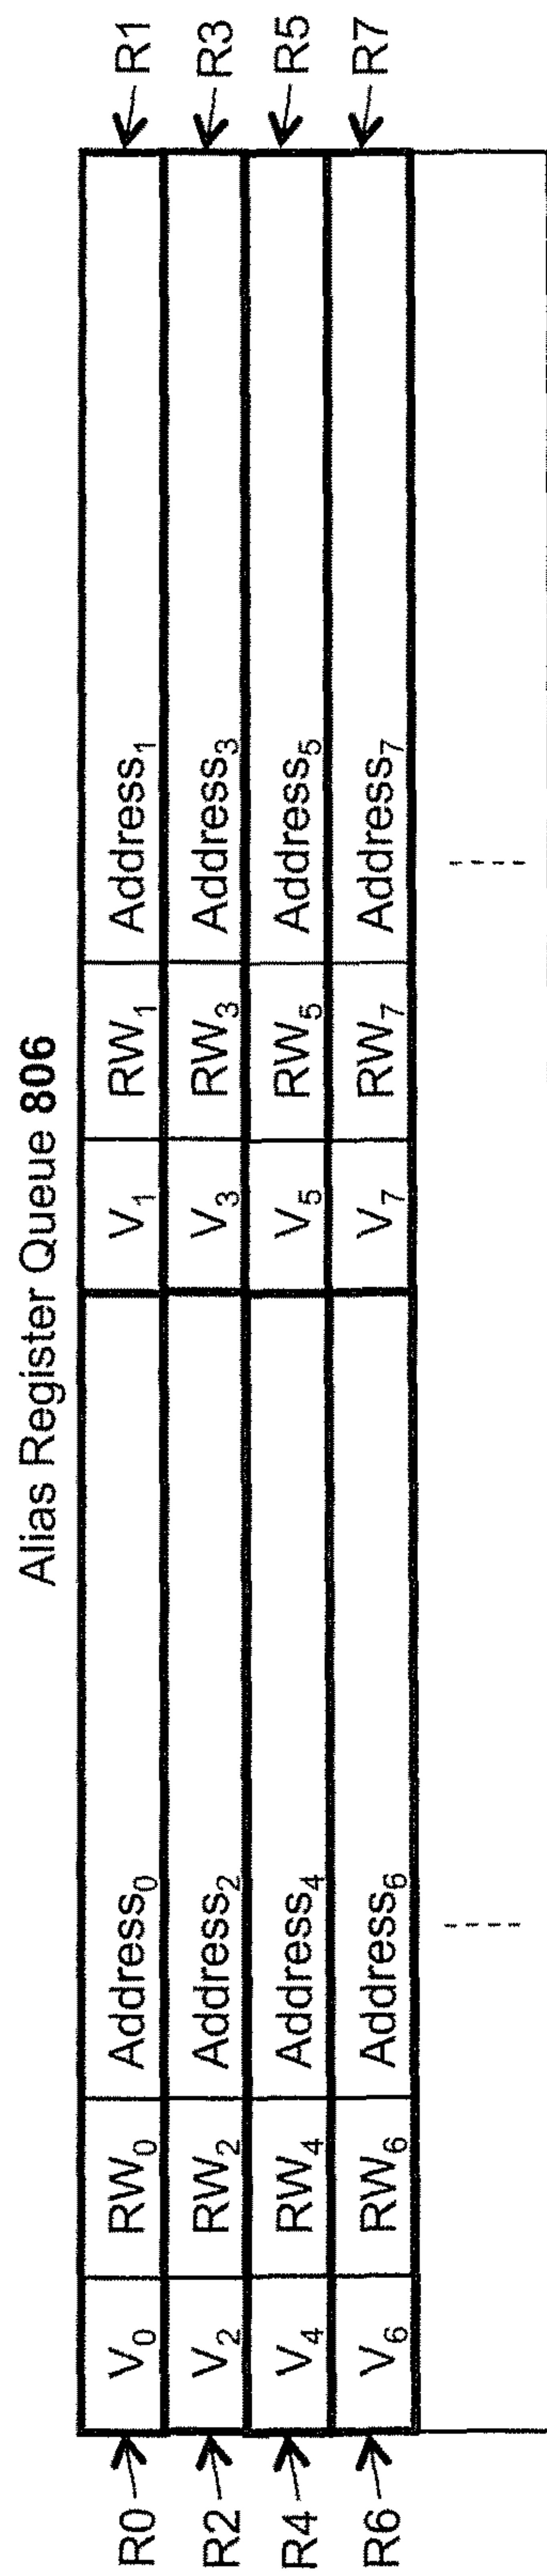 Alias Register Queue 806
R0 V0 RW0 Address0 V1 RW1 Address1 R1
R2 V2 RW2 Address2 V3 RW3 Address3 R3
R4 V4 RW4 Address4 V5 RW5 Address5 R5
R6 V6 RW6 Address6 V7 RW7 Address7 R7